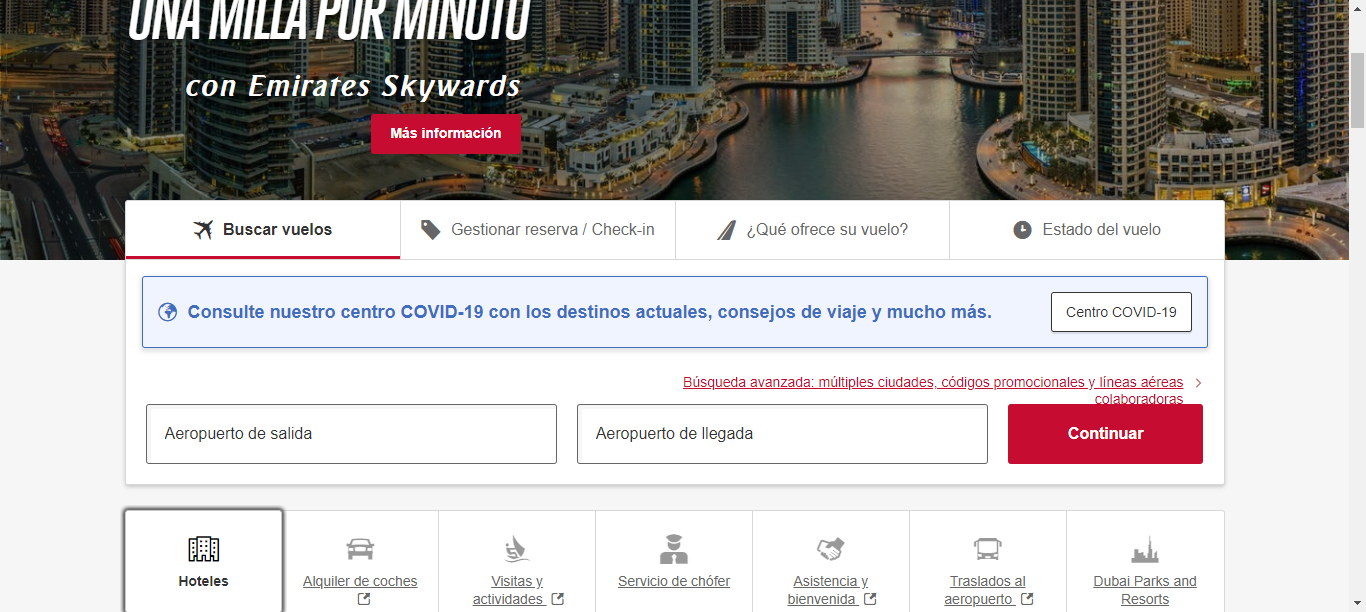 UNA MILLA POR MINUTO
con Emirates Skywards
Más información
Buscar vuelos
Gestionar reserva / Check-in
¿Qué ofrece su vuelo?
Estado del vuelo
Consulte nuestro centro COVID-19 con los destinos actuales, consejos de viaje y mucho más.
Centro COVID-19
Búsqueda avanzada: múltiples ciudades, códigos promocionales y líneas aéreas
colaboradoras
Aeropuerto de salida
Aeropuerto de llegada
Continuar
Hoteles
Alquiler de coches
Visitas y
actividades
Servicio de chófer
Asistencia y
bienvenida
Traslados al
aeropuerto
Dubai Parks and
Resorts